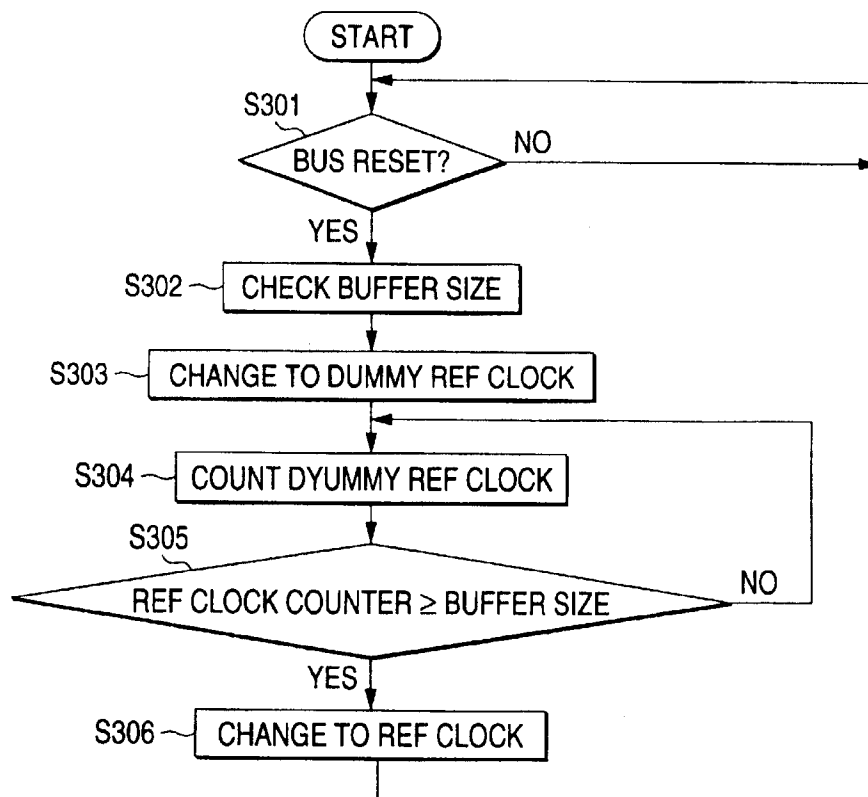 START
S301
BUS RESET?
NO
YES
S302
CHECK BUFFER SIZE
S303
CHANGE TO DUMMY REF CLOCK
S304
COUNT DYUMMY REF CLOCK
S305
REF CLOCK COUNTER ≥ BUFFER SIZE
NO
YES
S306
CHANGE TO REF CLOCK